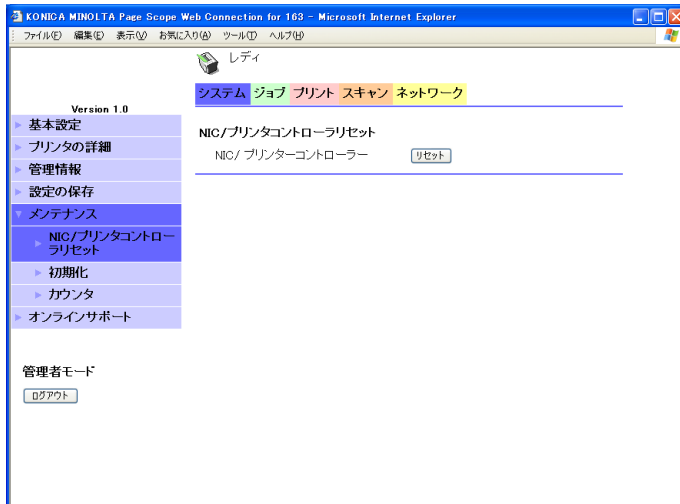 KONICA MINOLTA Page Scope Web Connection for 163 - Microsoft Internet Explorer
ファイル(F) 編集(E) 表示(V) お気に入り(A) ツール(T) ヘルプ(H)
レディ
システム ジョブ プリント スキャン ネットワーク
Version 1.0
基本設定
プリンタの詳細
管理情報
設定の保存
メンテナンス
NIC/プリンタコントロー
ラリセット
初期化
カウンタ
オンラインサポート
NIC/プリンタコントローラリセット
NIC/ プリンターコントローラー リセット
管理者モード
ログアウト